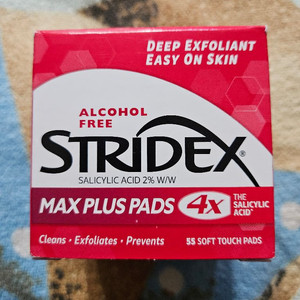 DEEP EXFOLIANT
EASY ON SKIN
ALCOHOL
FREE
STRIDEX®
SALICYLIC ACID 2% W/W
MAX PLUS PADS 4x THE SALICYLIC ACID*
Cleans • Exfoliates • Prevents 55 SOFT TOUCH PADS